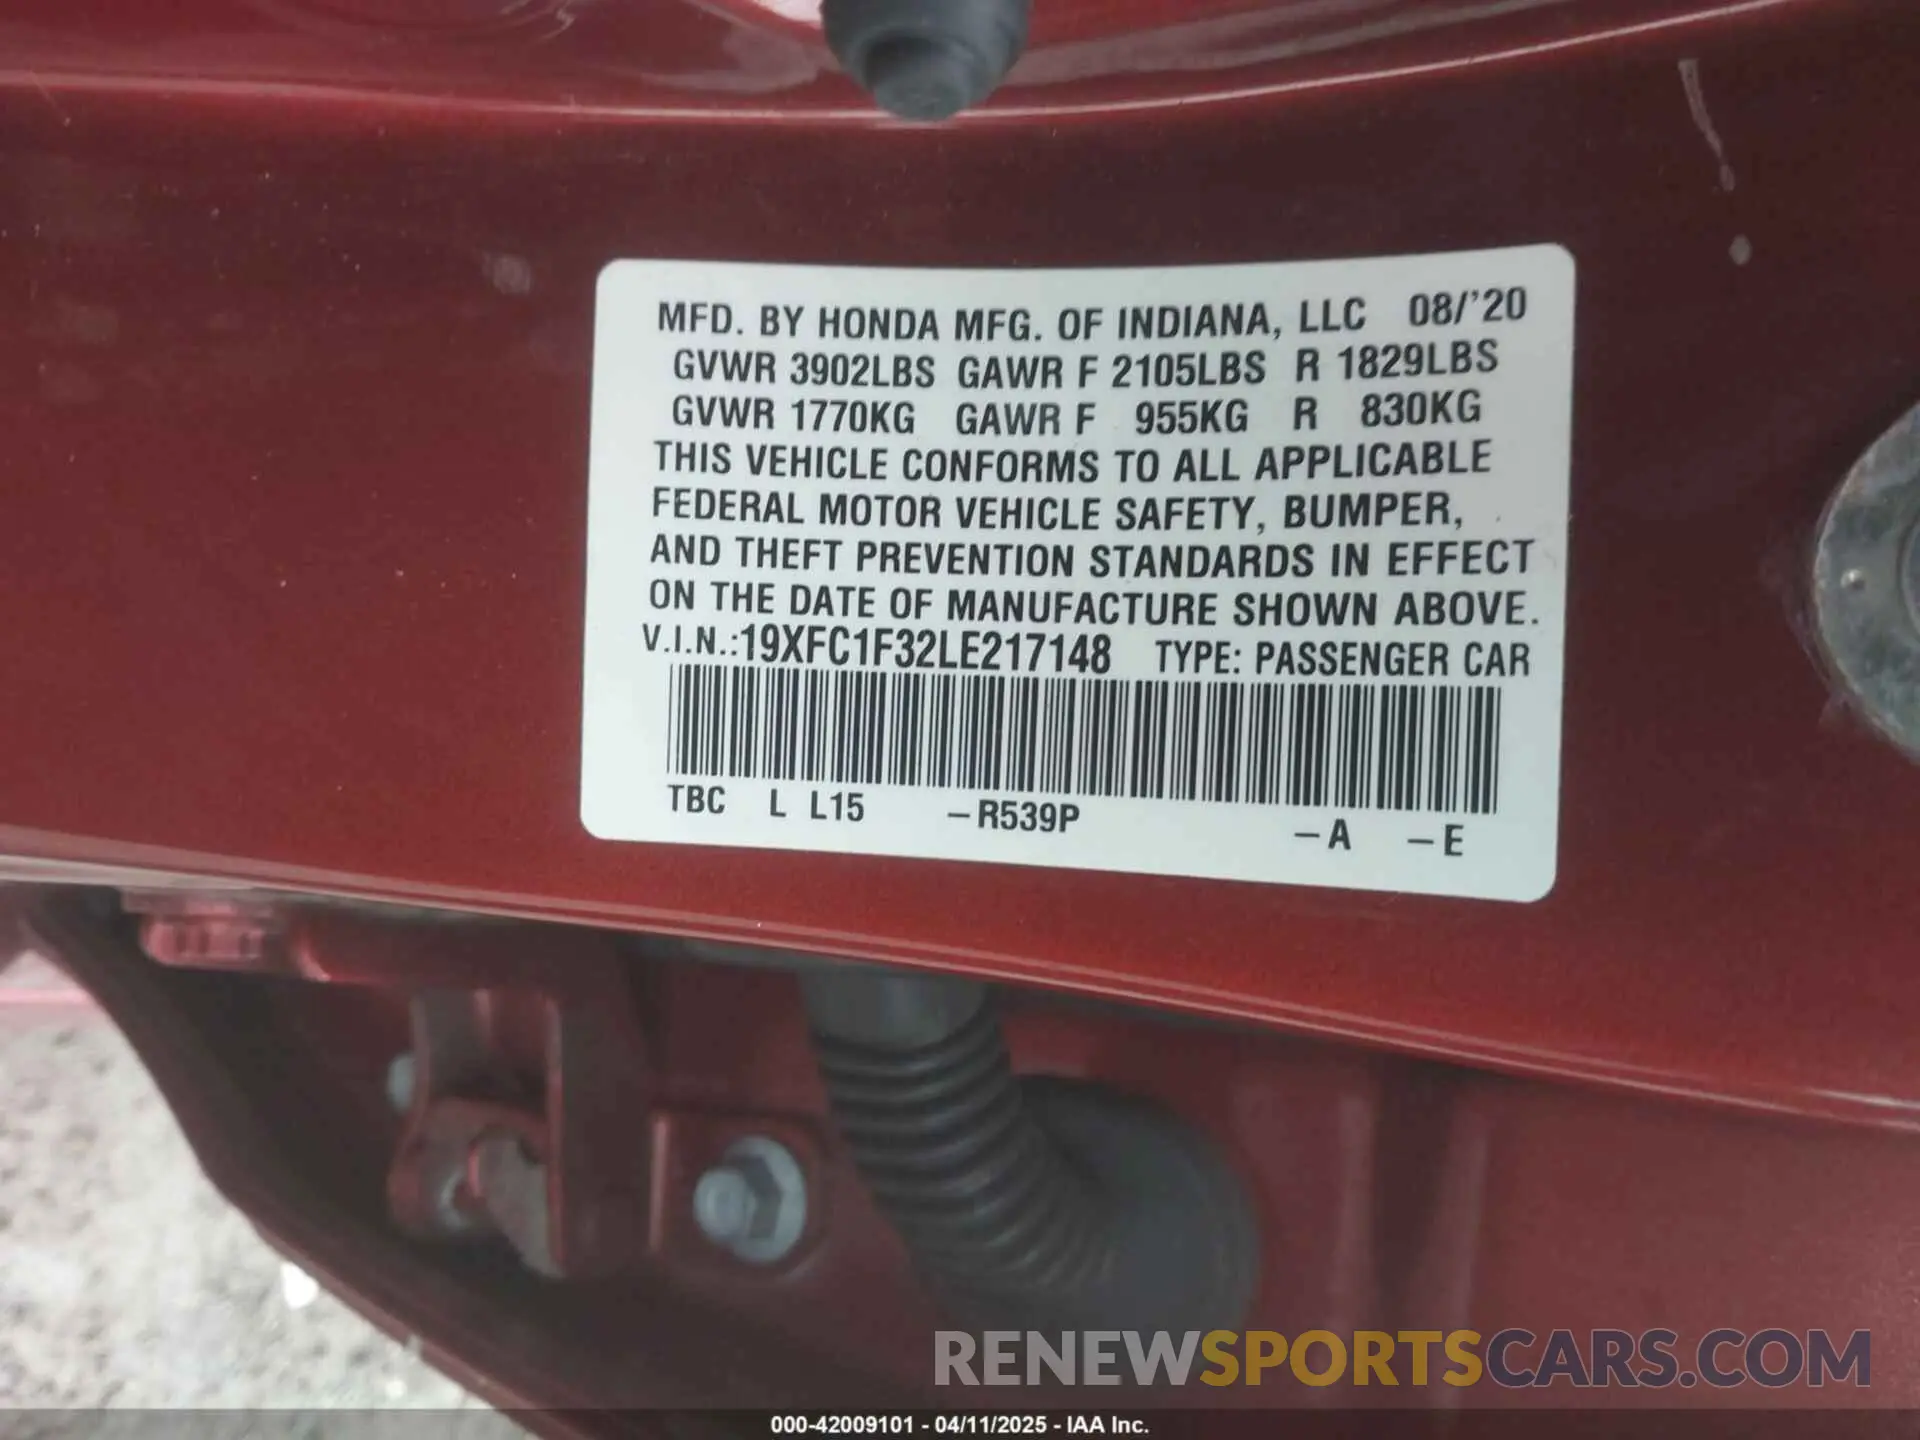 MFD. BY HONDA MFG. OF INDIANA, LLC 08/'20
GVWR 3902LBS GAWR F 2105LBS R 1829LBS
GVWR 1770KG GAWR F 955KG R 830KG
THIS VEHICLE CONFORMS TO ALL APPLICABLE
FEDERAL MOTOR VEHICLE SAFETY, BUMPER,
AND THEFT PREVENTION STANDARDS IN EFFECT
ON THE DATE OF MANUFACTURE SHOWN ABOVE.
V.I.N.:19XFC1F32LE217148 TYPE: PASSENGER CAR
TBC L L15 –R539P –A –E
RENEWSPORTSCARS.COM
000-42009101 - 04/11/2025 - IAA Inc.